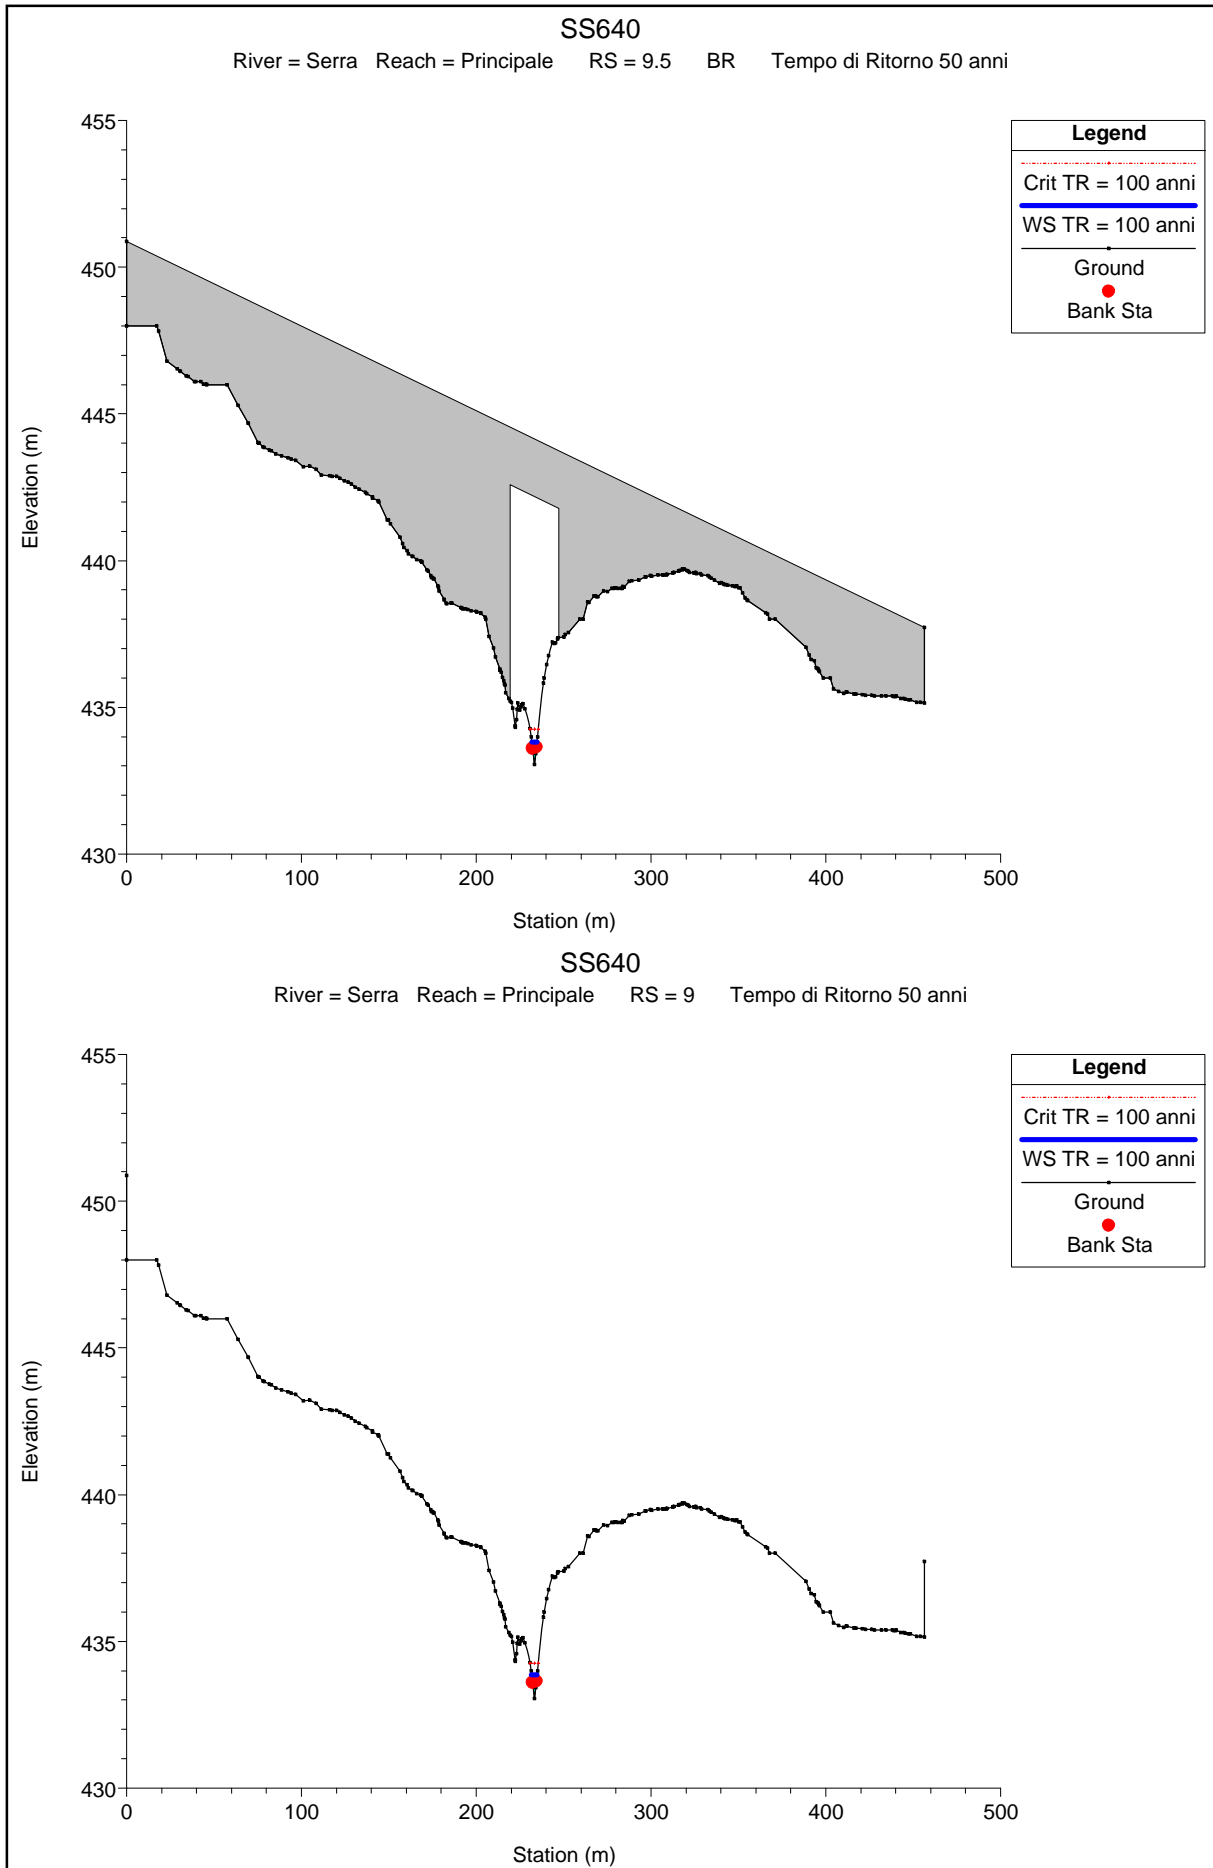 SS640
River = Serra Reach = Principale RS = 9.5 BR Tempo di Ritorno 50 anni
455
450
445
440
435
430
Elevation (m)
0 100 200 300 400 500
Station (m)
Legend
Crit TR = 100 anni
WS TR = 100 anni
Ground
Bank Sta
SS640
River = Serra Reach = Principale RS = 9 Tempo di Ritorno 50 anni
455
450
445
440
435
430
Elevation (m)
0 100 200 300 400 500
Station (m)
Legend
Crit TR = 100 anni
WS TR = 100 anni
Ground
Bank Sta